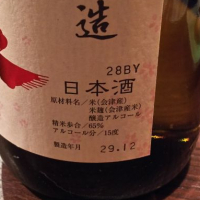 造
28BY
日本酒
原材料名／米(会津産)
米麹(会津産米)
醸造アルコール
精米歩合／65%
アルコール分／15度
製造年月 29.12